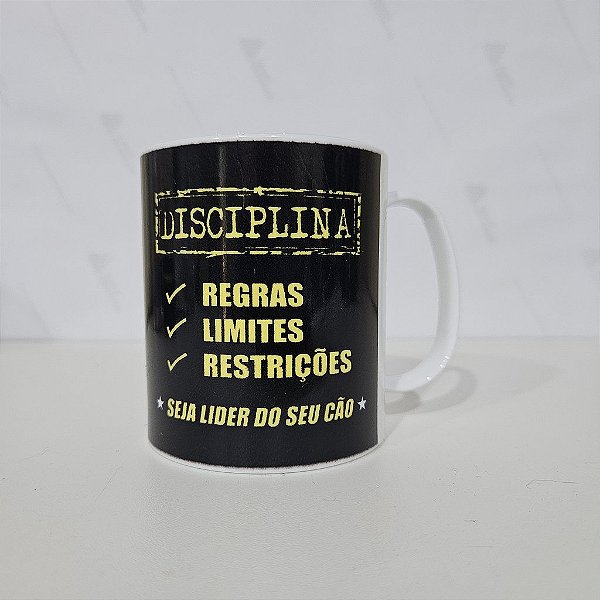 DISCIPLINA
✓ REGRAS
✓ LIMITES
✓ RESTRIÇÕES
★ SEJA LIDER DO SEU CÃO ★